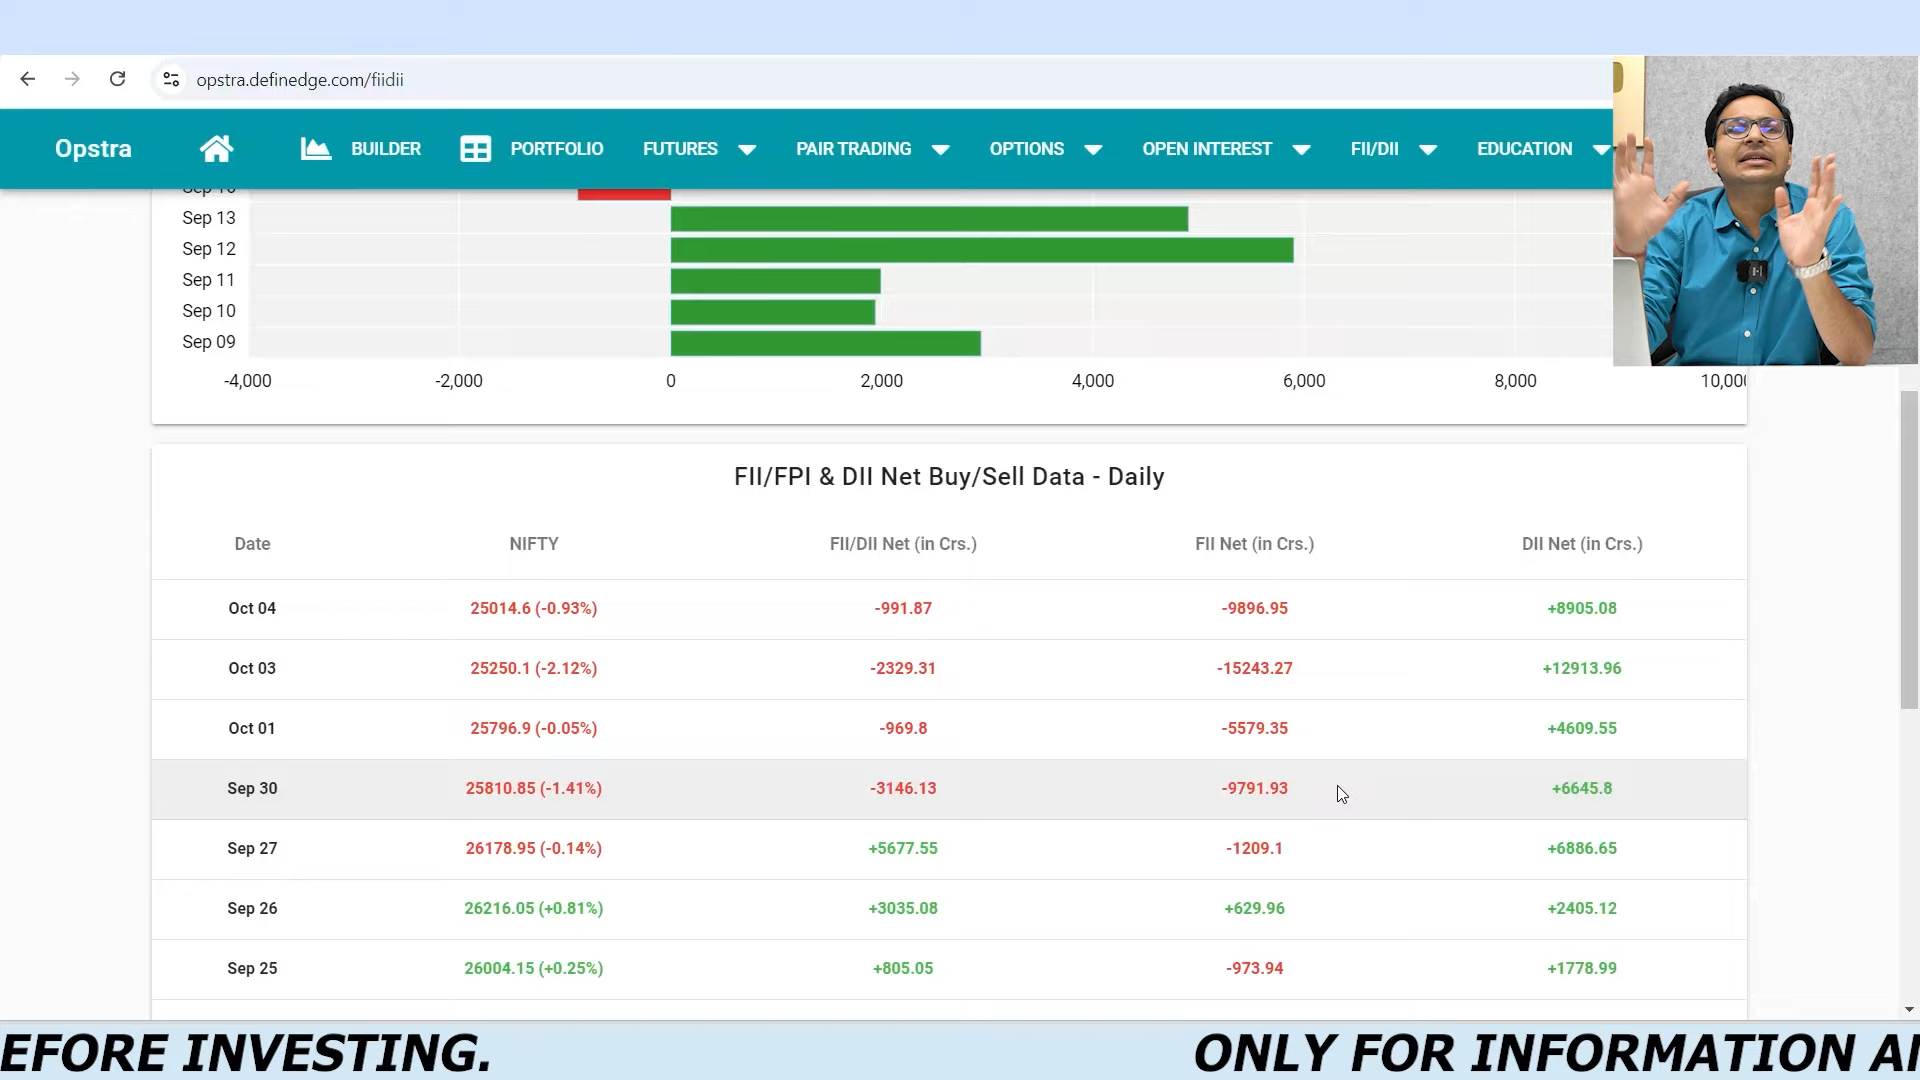 opstra.definedge.com/fiidii
Opstra BUILDER PORTFOLIO FUTURES PAIR TRADING OPTIONS OPEN INTEREST FII/DII EDUCATION
Sep 13
Sep 12
Sep 11
Sep 10
Sep 09
-4,000 -2,000 0 2,000 4,000 6,000 8,000 10,000
FII/FPI & DII Net Buy/Sell Data - Daily
Date NIFTY FII/DII Net (in Crs.) FII Net (in Crs.) DII Net (in Crs.)
Oct 04 25014.6 (-0.93%) -991.87 -9896.95 +8905.08
Oct 03 25250.1 (-2.12%) -2329.31 -15243.27 +12913.96
Oct 01 25796.9 (-0.05%) -969.8 -5579.35 +4609.55
Sep 30 25810.85 (-1.41%) -3146.13 -9791.93 +6645.8
Sep 27 26178.95 (-0.14%) +5677.55 -1209.1 +6886.65
Sep 26 26216.05 (+0.81%) +3035.08 +629.96 +2405.12
Sep 25 26004.15 (+0.25%) +805.05 -973.94 +1778.99
EFORE INVESTING. ONLY FOR INFORMATION